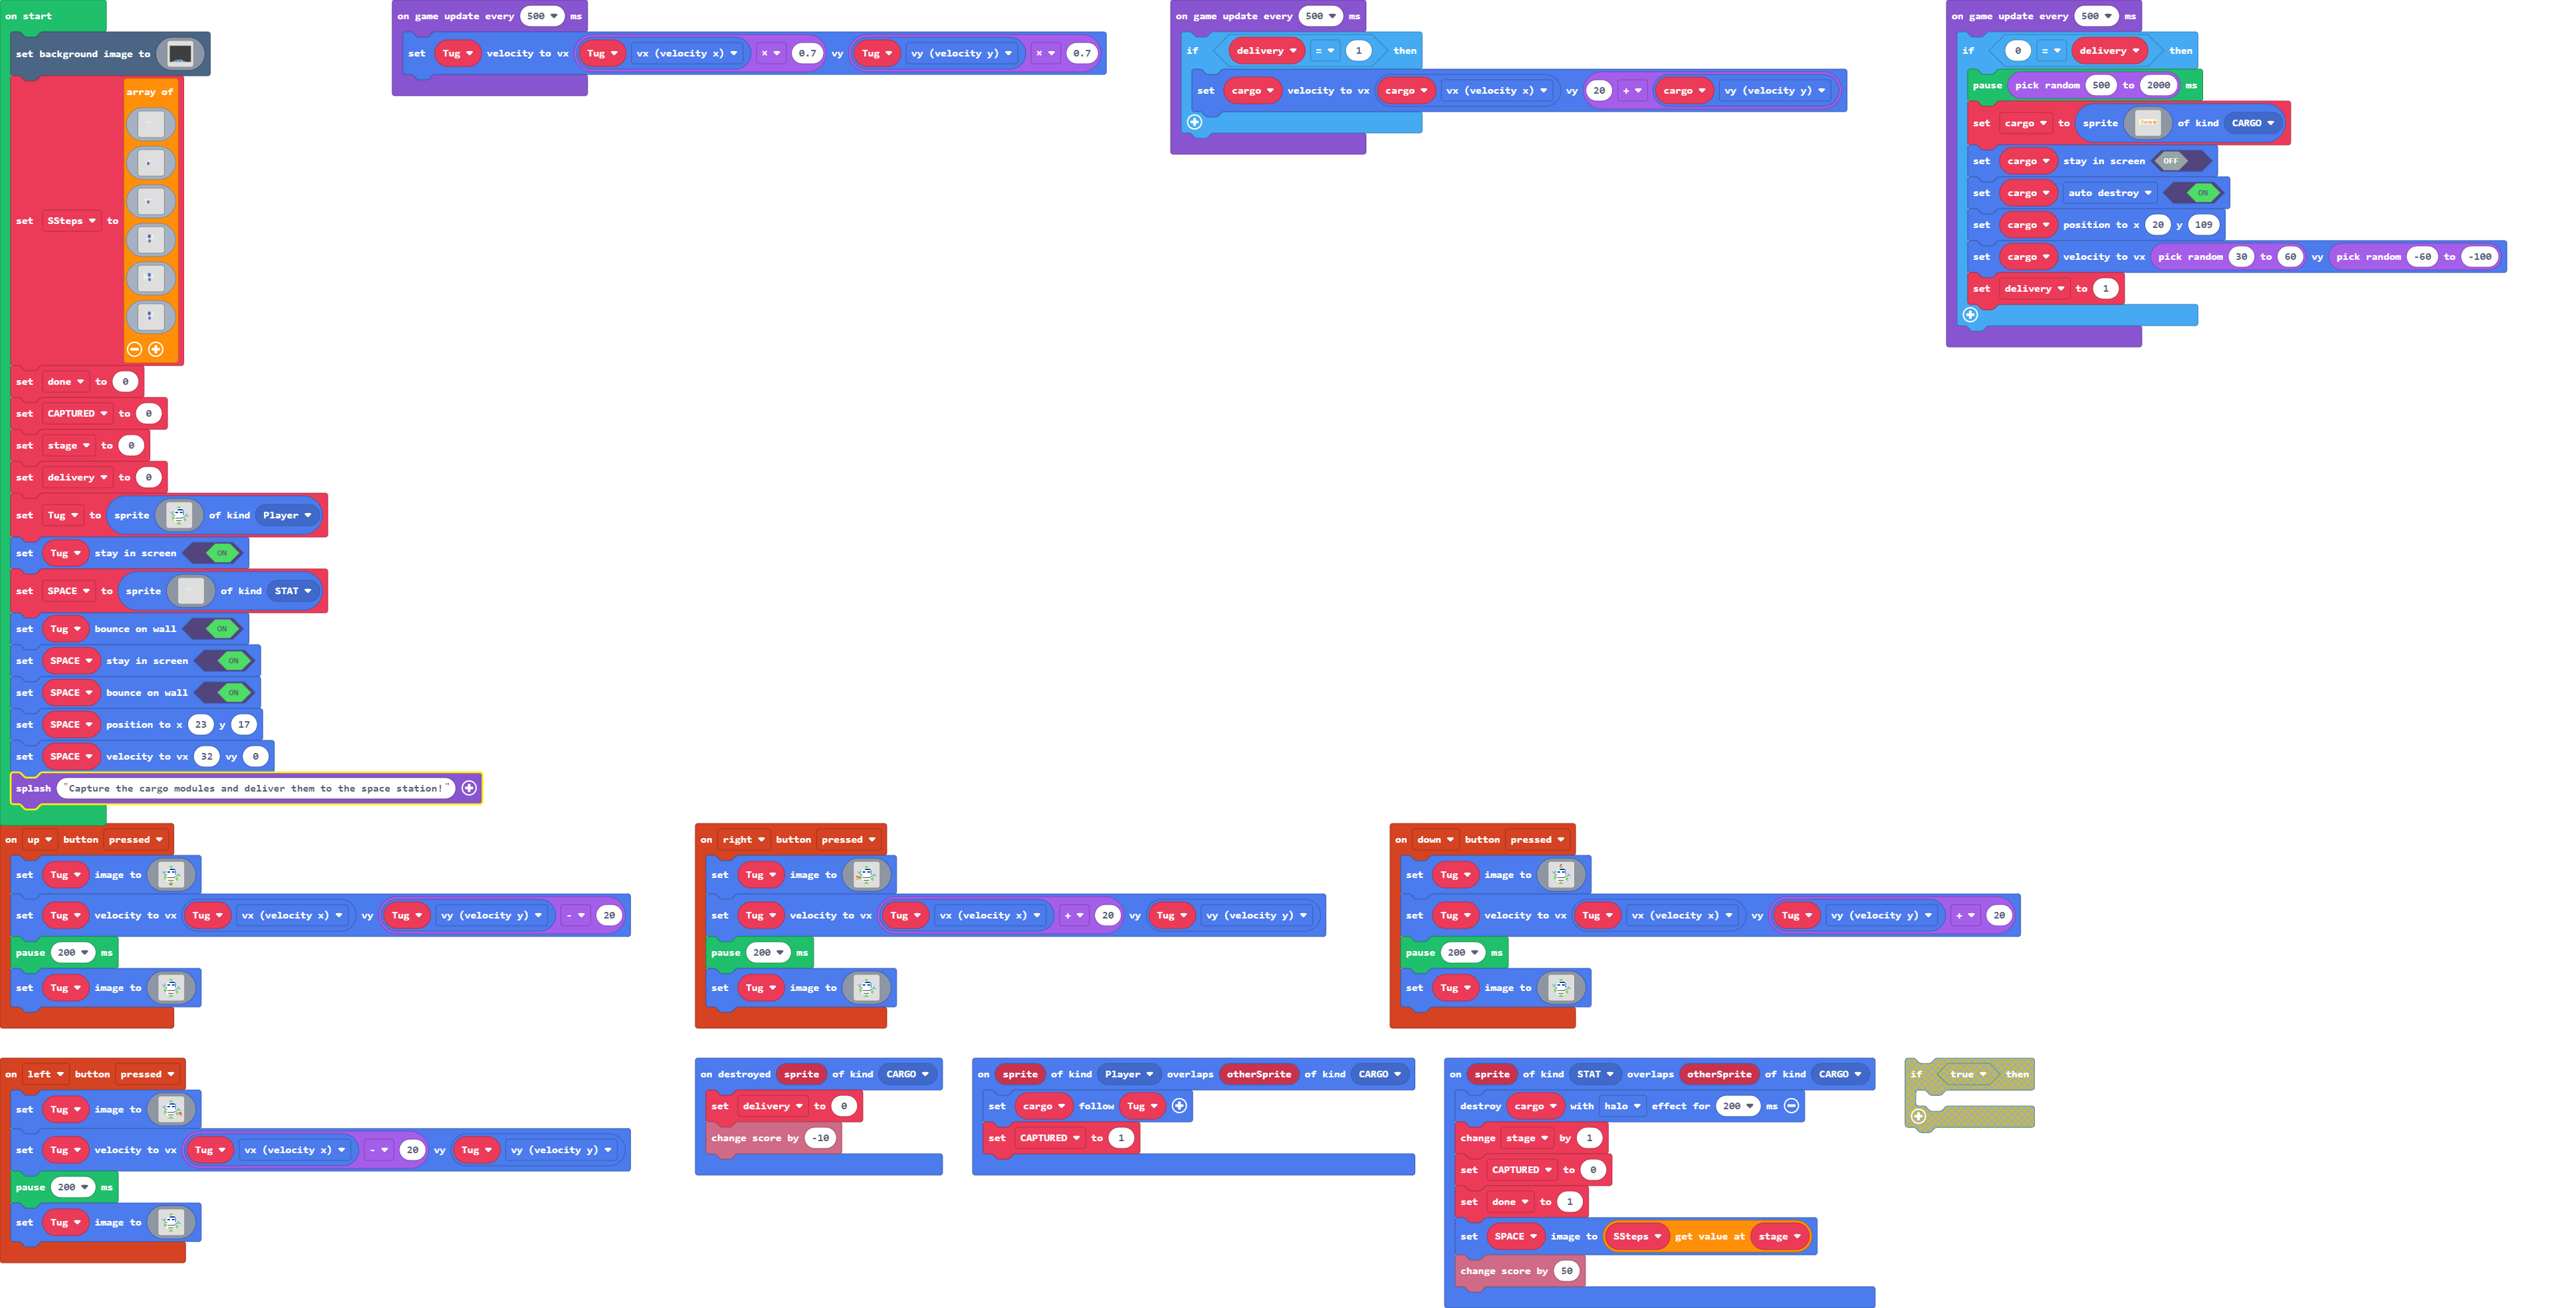 on start
set background image to
set SSteps to array of
set done to 0
set CAPTURED to 0
set stage to 0
set delivery to 0
set Tug to sprite of kind Player
set Tug stay in screen ON
set SPACE to sprite of kind STAT
set Tug bounce on wall ON
set SPACE stay in screen ON
set SPACE bounce on wall ON
set SPACE position to x 23 y 17
set SPACE velocity to vx 32 vy 0
splash "Capture the cargo modules and deliver them to the space station!"
on game update every 500 ms
set Tug velocity to vx Tug vx (velocity x) × 0.7 vy Tug vy (velocity y) × 0.7
on game update every 500 ms
if delivery = 1 then
set cargo velocity to vx cargo vx (velocity x) vy 20 + cargo vy (velocity y)
on game update every 500 ms
if 0 = delivery then
pause pick random 500 to 2000 ms
set cargo to sprite of kind CARGO
set cargo stay in screen OFF
set cargo auto destroy ON
set cargo position to x 20 y 109
set cargo velocity to vx pick random 30 to 60 vy pick random -60 to -100
set delivery to 1
on up button pressed
set Tug image to
set Tug velocity to vx Tug vx (velocity x) vy Tug vy (velocity y) - 20
pause 200 ms
set Tug image to
on right button pressed
set Tug image to
set Tug velocity to vx Tug vx (velocity x) + 20 vy Tug vy (velocity y)
pause 200 ms
set Tug image to
on down button pressed
set Tug image to
set Tug velocity to vx Tug vx (velocity x) vy Tug vy (velocity y) + 20
pause 200 ms
set Tug image to
on left button pressed
set Tug image to
set Tug velocity to vx Tug vx (velocity x) - 20 vy Tug vy (velocity y)
pause 200 ms
set Tug image to
on destroyed sprite of kind CARGO
set delivery to 0
change score by -10
on sprite of kind Player overlaps otherSprite of kind CARGO
set cargo follow Tug
set CAPTURED to 1
on sprite of kind STAT overlaps otherSprite of kind CARGO
destroy cargo with halo effect for 200 ms
change stage by 1
set CAPTURED to 0
set done to 1
set SPACE image to SSteps get value at stage
change score by 50
if true then